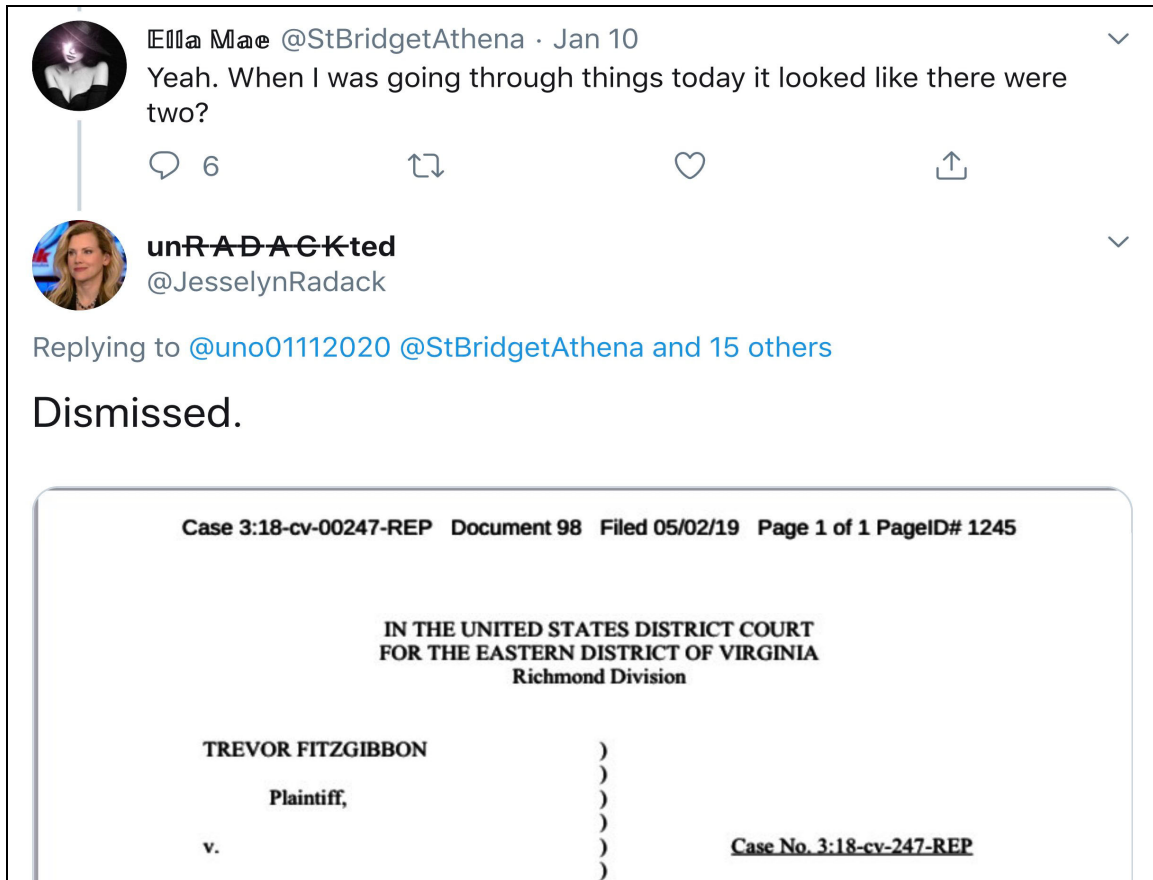 𝔼𝕝𝕝𝕒 𝕄𝕒𝕖 @StBridgetAthena · Jan 10
Yeah. When I was going through things today it looked like there were
two?
6
unR̶A̶D̶A̶C̶K̶ted
@JesselynRadack
Replying to @uno01112020 @StBridgetAthena and 15 others
Dismissed.
Case 3:18-cv-00247-REP Document 98 Filed 05/02/19 Page 1 of 1 PageID# 1245
IN THE UNITED STATES DISTRICT COURT
FOR THE EASTERN DISTRICT OF VIRGINIA
Richmond Division
TREVOR FITZGIBBON )
)
Plaintiff, )
)
v. ) Case No. 3:18-cv-247-REP
)